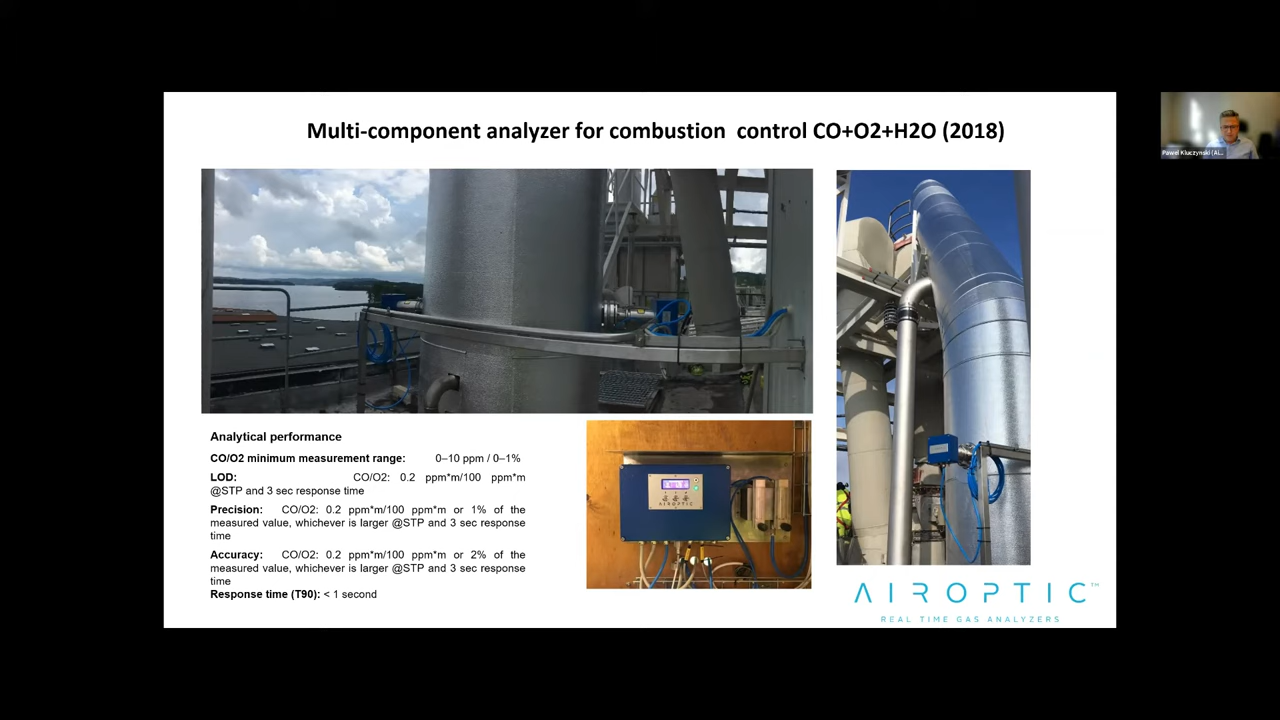 Multi-component analyzer for combustion control CO+O2+H2O (2018)
Pawel Kluczynski (Ai...
Analytical performance
CO/O2 minimum measurement range: 0–10 ppm / 0–1%
LOD: CO/O2: 0.2 ppm*m/100 ppm*m
@STP and 3 sec response time
Precision: CO/O2: 0.2 ppm*m/100 ppm*m or 1% of the
measured value, whichever is larger @STP and 3 sec response
time
Accuracy: CO/O2: 0.2 ppm*m/100 ppm*m or 2% of the
measured value, whichever is larger @STP and 3 sec response
time
Response time (T90): < 1 second
AIROPTIC
AIROPTIC™
REAL TIME GAS ANALYZERS